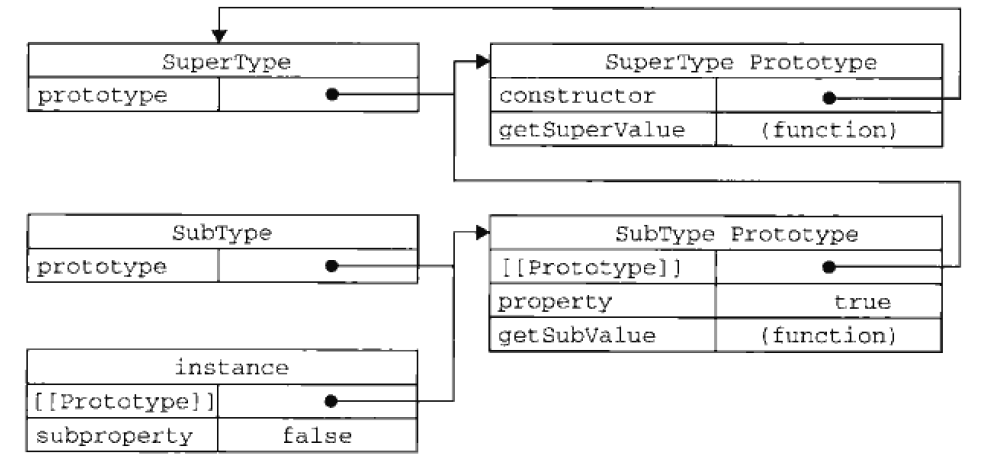 SuperType
prototype
SuperType Prototype
constructor
getSuperValue (function)
SubType
prototype
SubType Prototype
[[Prototype]]
property true
getSubValue (function)
instance
[[Prototype]]
subproperty false